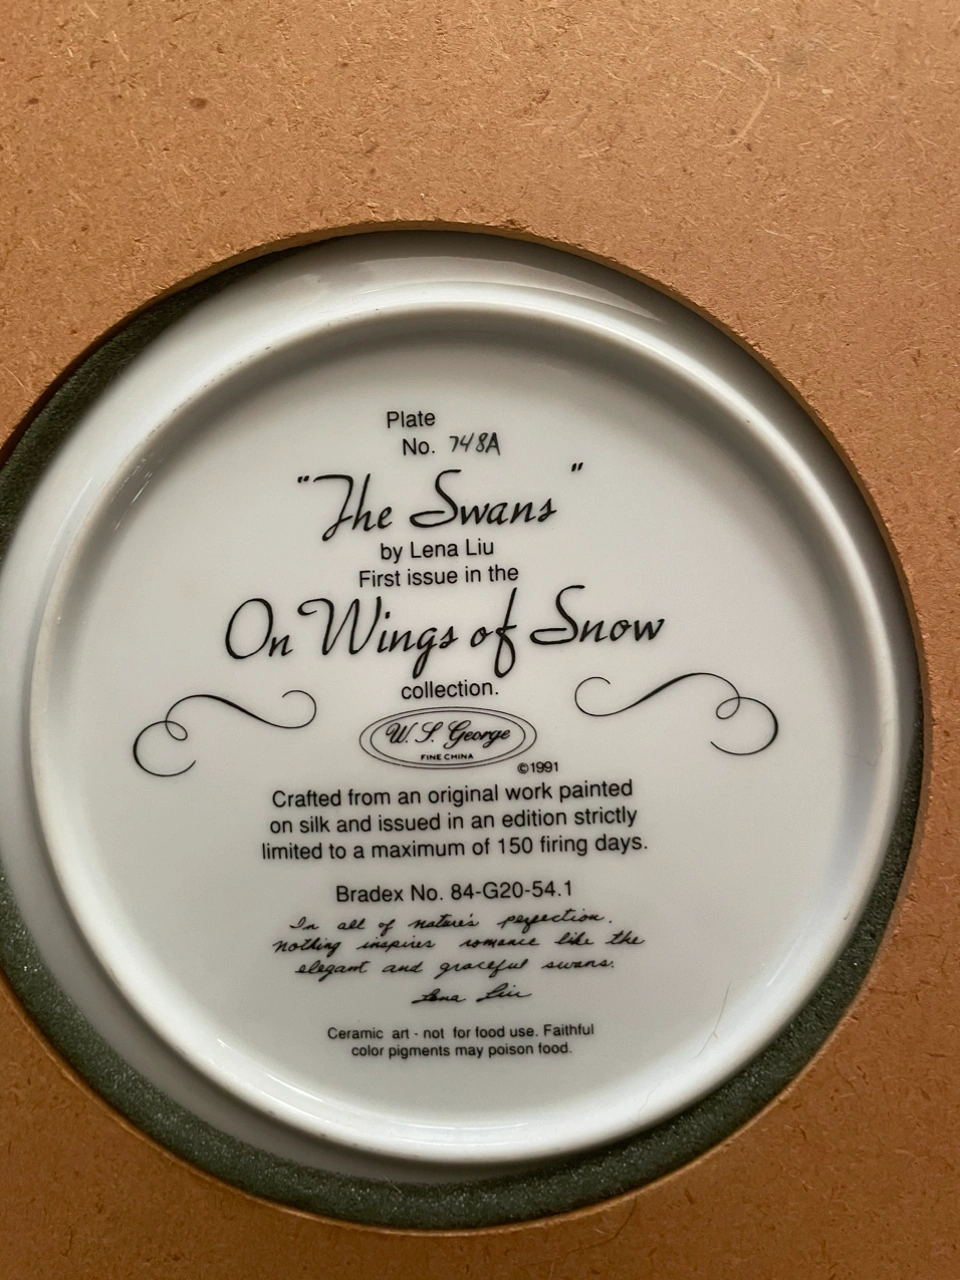 Plate
No. 748A
"The Swans"
by Lena Liu
First issue in the
On Wings of Snow
collection.
W. S. George
FINE CHINA
©1991
Crafted from an original work painted
on silk and issued in an edition strictly
limited to a maximum of 150 firing days.
Bradex No. 84-G20-54.1
In all of nature's perfection.
nothing inspires romance like the
elegant and graceful swans.
Lena Liu
Ceramic art - not for food use. Faithful
color pigments may poison food.